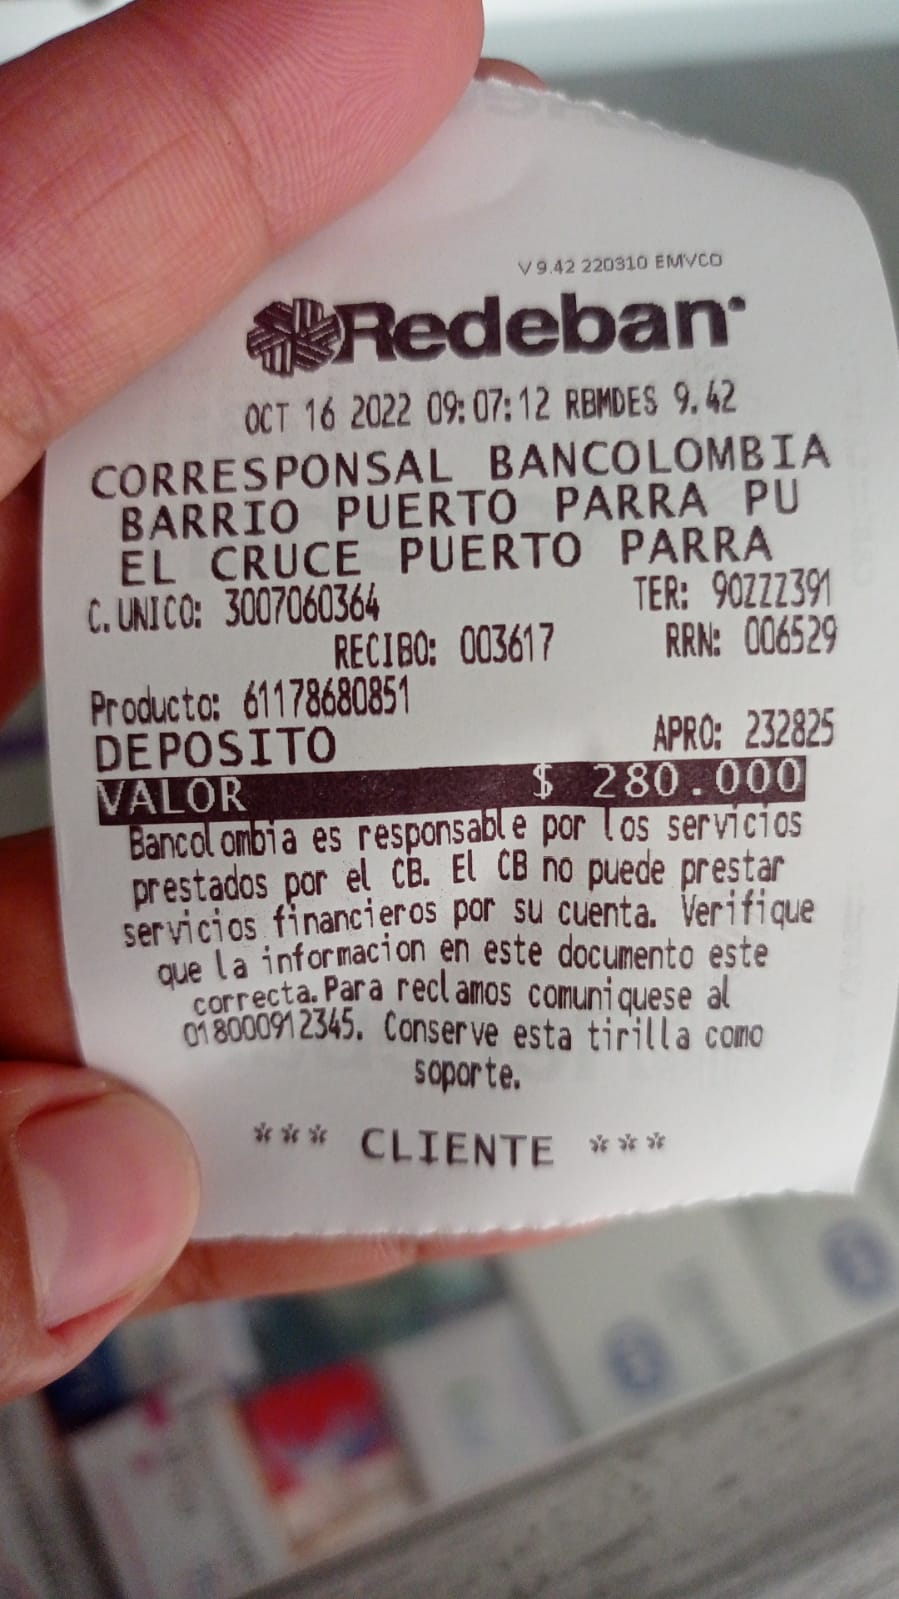 V 9.42 220310 EMVCO
Redeban
OCT 16 2022 09:07:12 RBMDES 9.42
CORRESPONSAL BANCOLOMBIA
BARRIO PUERTO PARRA PU
EL CRUCE PUERTO PARRA
C. UNICO: 3007060364 TER: 90ZZZ391
RECIBO: 003617 RRN: 006529
Producto: 61178680851
DEPOSITO APRO: 232825
VALOR $ 280.000
Bancolombia es responsable por los servicios
prestados por el CB. El CB no puede prestar
servicios financieros por su cuenta. Verifique
que la informacion en este documento este
correcta. Para reclamos comuniquese al
018000912345. Conserve esta tirilla como
soporte.
*** CLIENTE ***